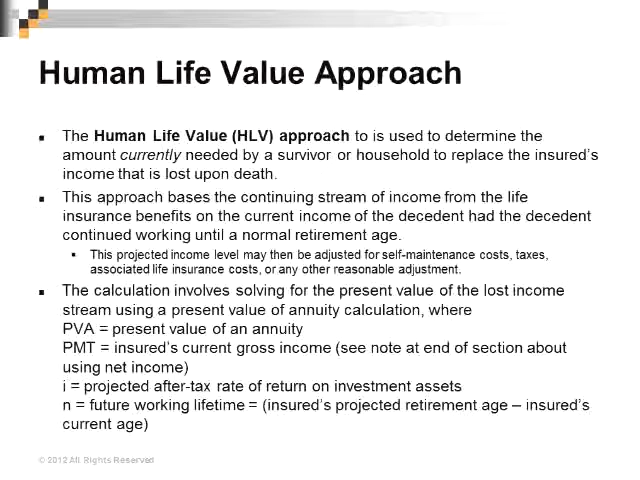 Human Life Value Approach
The Human Life Value (HLV) approach to is used to determine the
amount currently needed by a survivor or household to replace the insured's
income that is lost upon death.
This approach bases the continuing stream of income from the life
insurance benefits on the current income of the decedent had the decedent
continued working until a normal retirement age.
This projected income level may then be adjusted for self-maintenance costs, taxes,
associated life insurance costs, or any other reasonable adjustment.
The calculation involves solving for the present value of the lost income
stream using a present value of annuity calculation, where
PVA = present value of an annuity
PMT = insured's current gross income (see note at end of section about
using net income)
i = projected after-tax rate of return on investment assets
n = future working lifetime = (insured's projected retirement age – insured's
current age)
© 2012 All Rights Reserved